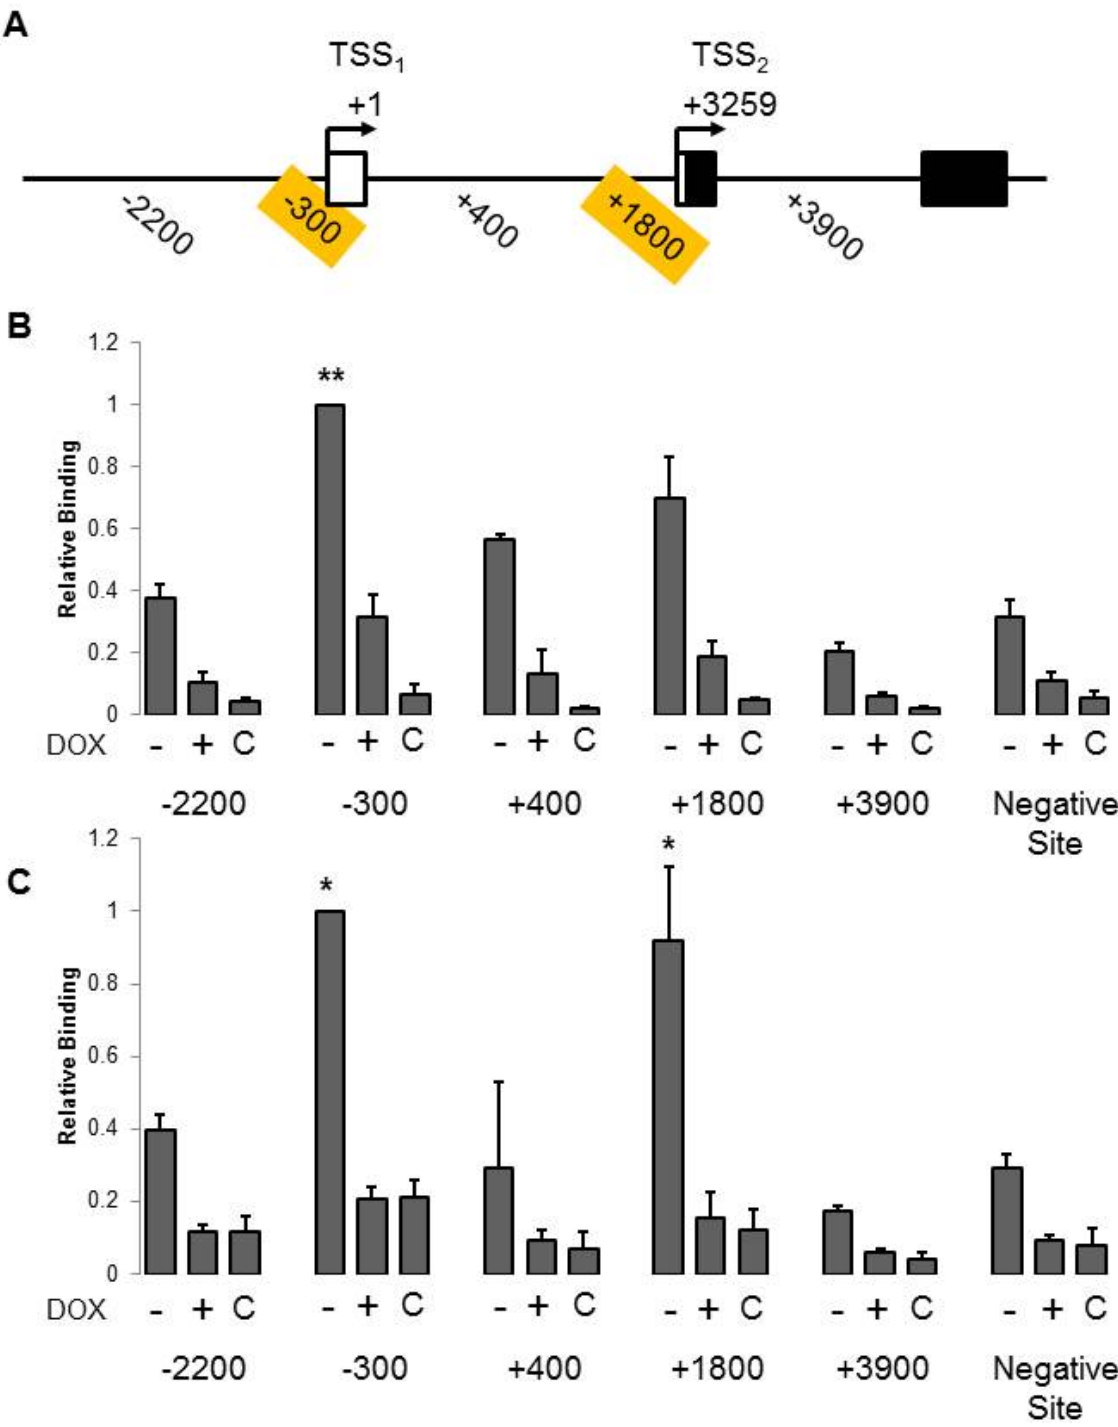 A
TSS1 TSS2
+1 +3259
-2200 -300 +400 +1800 +3900
B
Relative Binding
1.2
1
0.8
0.6
0.4
0.2
0
**
DOX - + C - + C - + C - + C - + C - + C
-2200 -300 +400 +1800 +3900 Negative
Site
C
Relative Binding
1.2
1
0.8
0.6
0.4
0.2
0
* *
DOX - + C - + C - + C - + C - + C - + C
-2200 -300 +400 +1800 +3900 Negative
Site